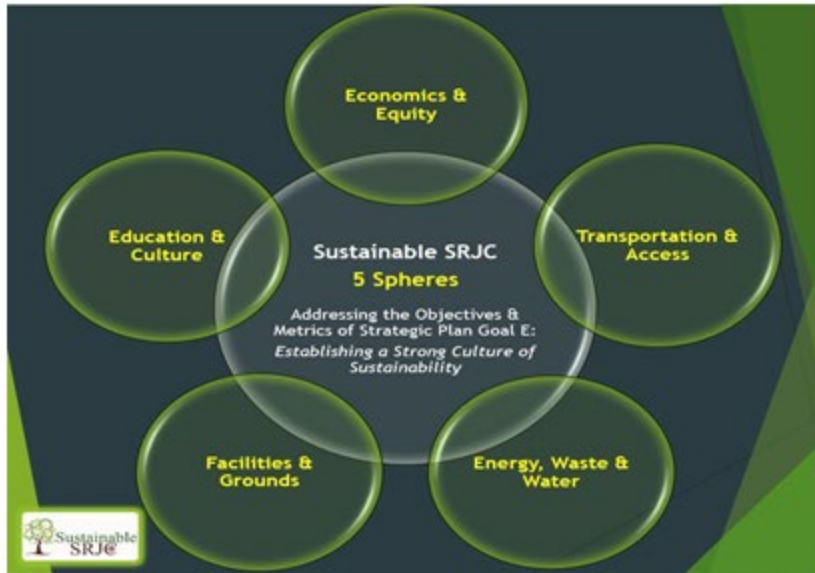 Economics &
Equity
Education &
Culture
Transportation &
Access
Sustainable SRJC
5 Spheres
Addressing the Objectives &
Metrics of Strategic Plan Goal E:
Establishing a Strong Culture of
Sustainability
Facilities &
Grounds
Energy, Waste &
Water
Sustainable
SRJC